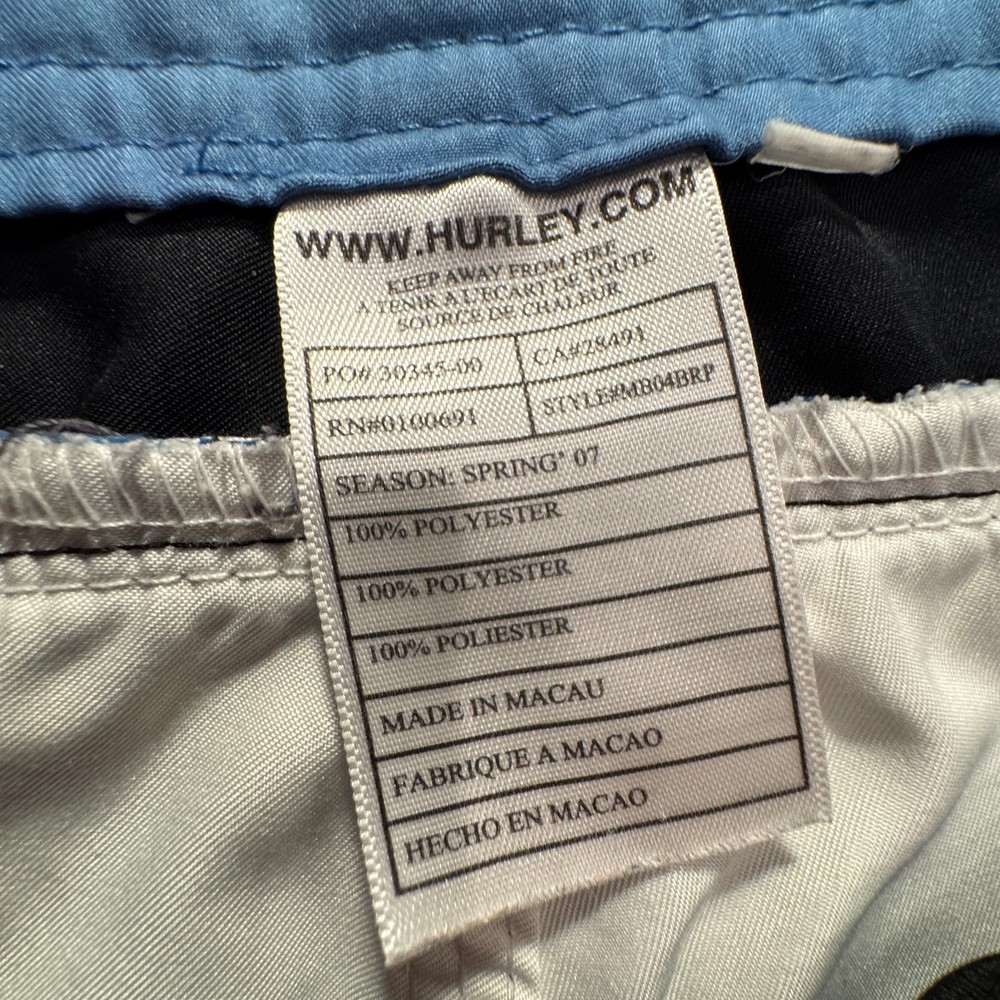 WWW.HURLEY.COM
KEEP AWAY FROM FIRE
A TENIR A L'ECART DE TOUTE
SOURCE DE CHALEUR
PO# 30345-00 CA#28491
RN#0100691 STYLE#MB04BRP
SEASON: SPRING' 07
100% POLYESTER
100% POLYESTER
100% POLIESTER
MADE IN MACAU
FABRIQUE A MACAO
HECHO EN MACAO